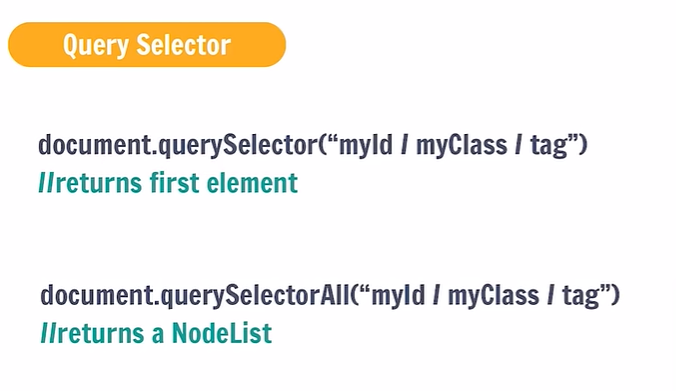 Query Selector
document.querySelector(“myId / myClass / tag”)
//returns first element
document.querySelectorAll(“myId / myClass / tag”)
//returns a NodeList